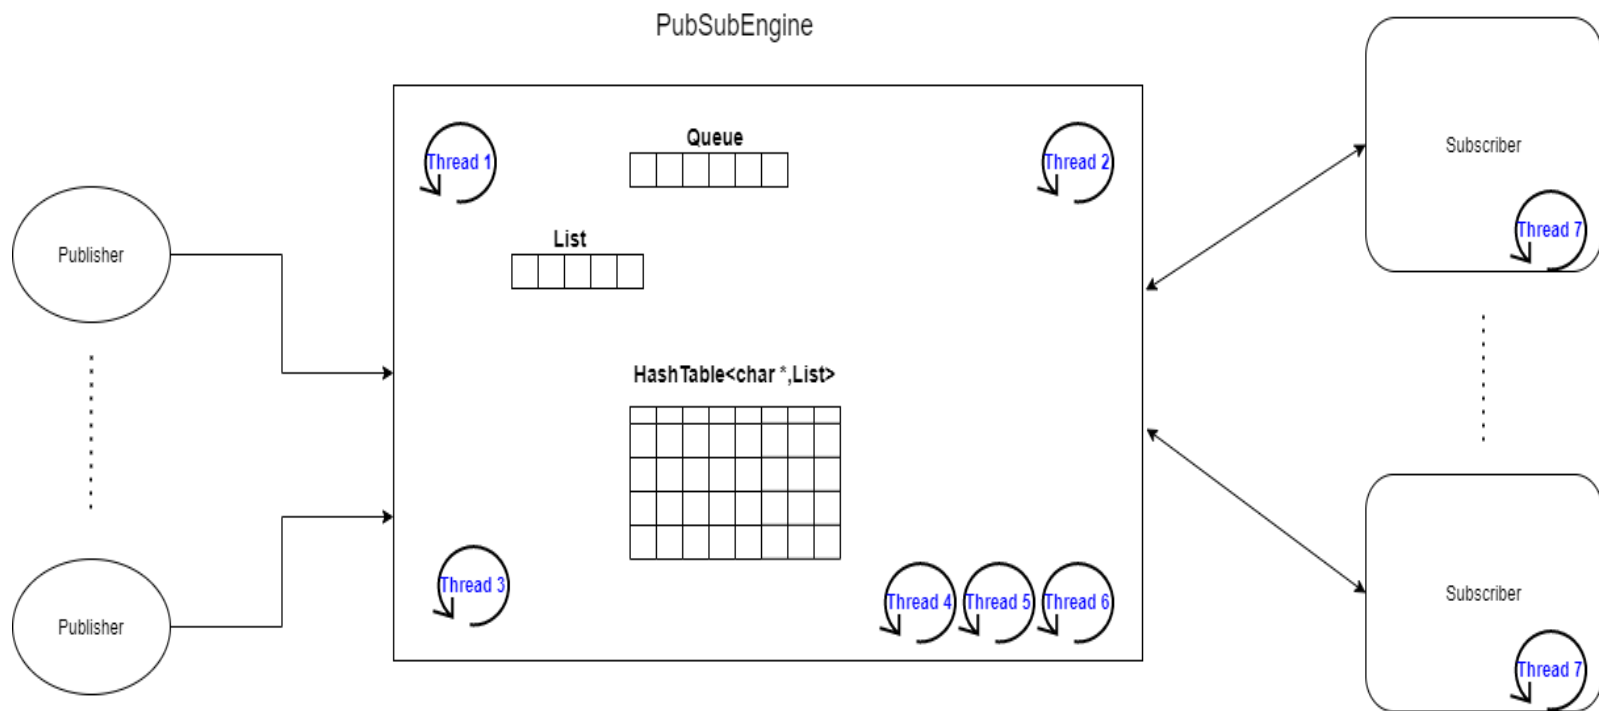 PubSubEngine
Publisher
Publisher
Thread 1
Queue
Thread 2
List
HashTable<char *,List>
Thread 3
Thread 4
Thread 5
Thread 6
Subscriber
Thread 7
Subscriber
Thread 7